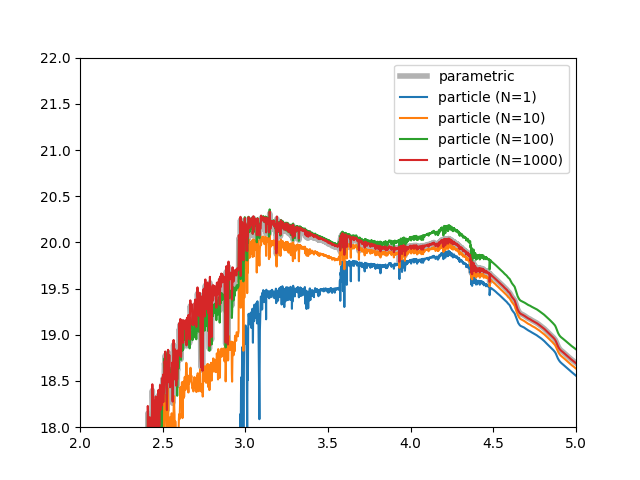 22.0
21.5
21.0
20.5
20.0
19.5
19.0
18.5
18.0
2.0 2.5 3.0 3.5 4.0 4.5 5.0
parametric
particle (N=1)
particle (N=10)
particle (N=100)
particle (N=1000)